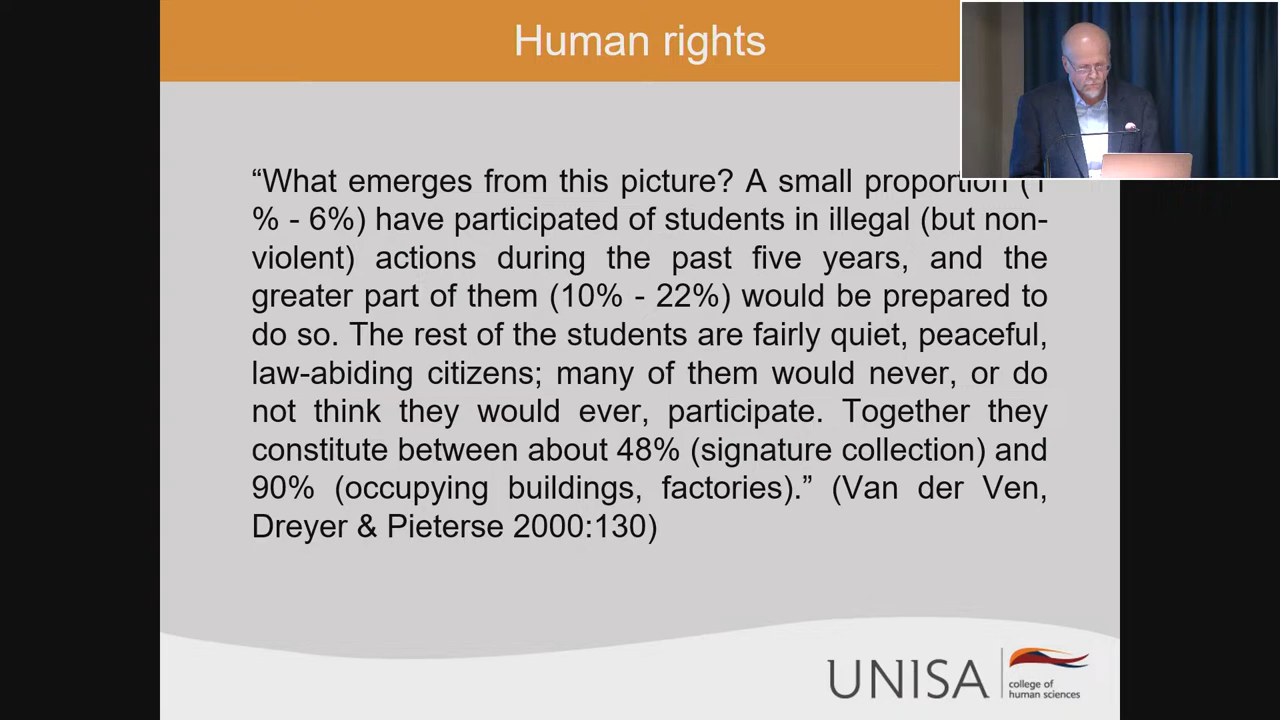 Human rights
“What emerges from this picture? A small proportion (1
% - 6%) have participated of students in illegal (but non-
violent) actions during the past five years, and the
greater part of them (10% - 22%) would be prepared to
do so. The rest of the students are fairly quiet, peaceful,
law-abiding citizens; many of them would never, or do
not think they would ever, participate. Together they
constitute between about 48% (signature collection) and
90% (occupying buildings, factories).” (Van der Ven,
Dreyer & Pieterse 2000:130)
UNISA
college of
human sciences